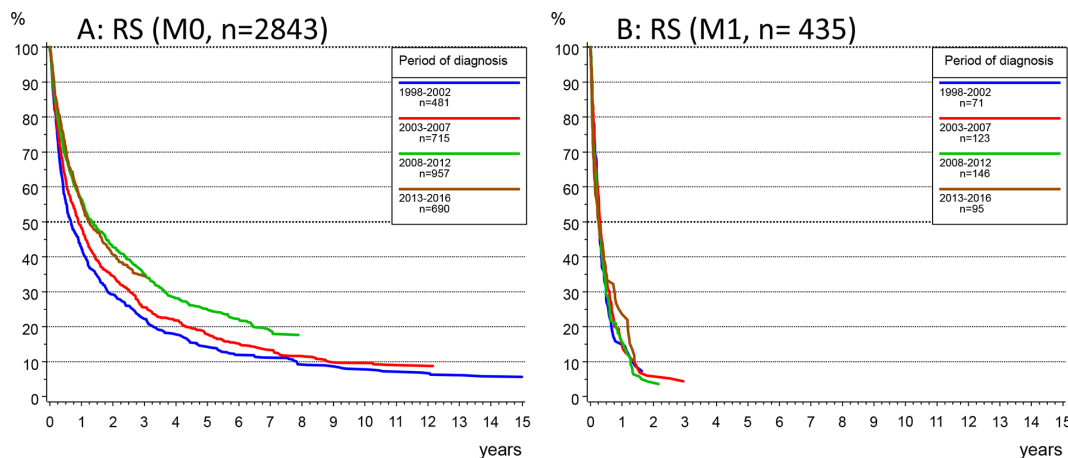 %
A: RS (M0, n=2843)
100
90
80
70
60
50
40
30
20
10
0
0 1 2 3 4 5 6 7 8 9 10 11 12 13 14 15
years
Period of diagnosis
1998-2002
n=481
2003-2007
n=715
2008-2012
n=957
2013-2016
n=690
%
B: RS (M1, n= 435)
100
90
80
70
60
50
40
30
20
10
0
0 1 2 3 4 5 6 7 8 9 10 11 12 13 14 15
years
Period of diagnosis
1998-2002
n=71
2003-2007
n=123
2008-2012
n=146
2013-2016
n=95